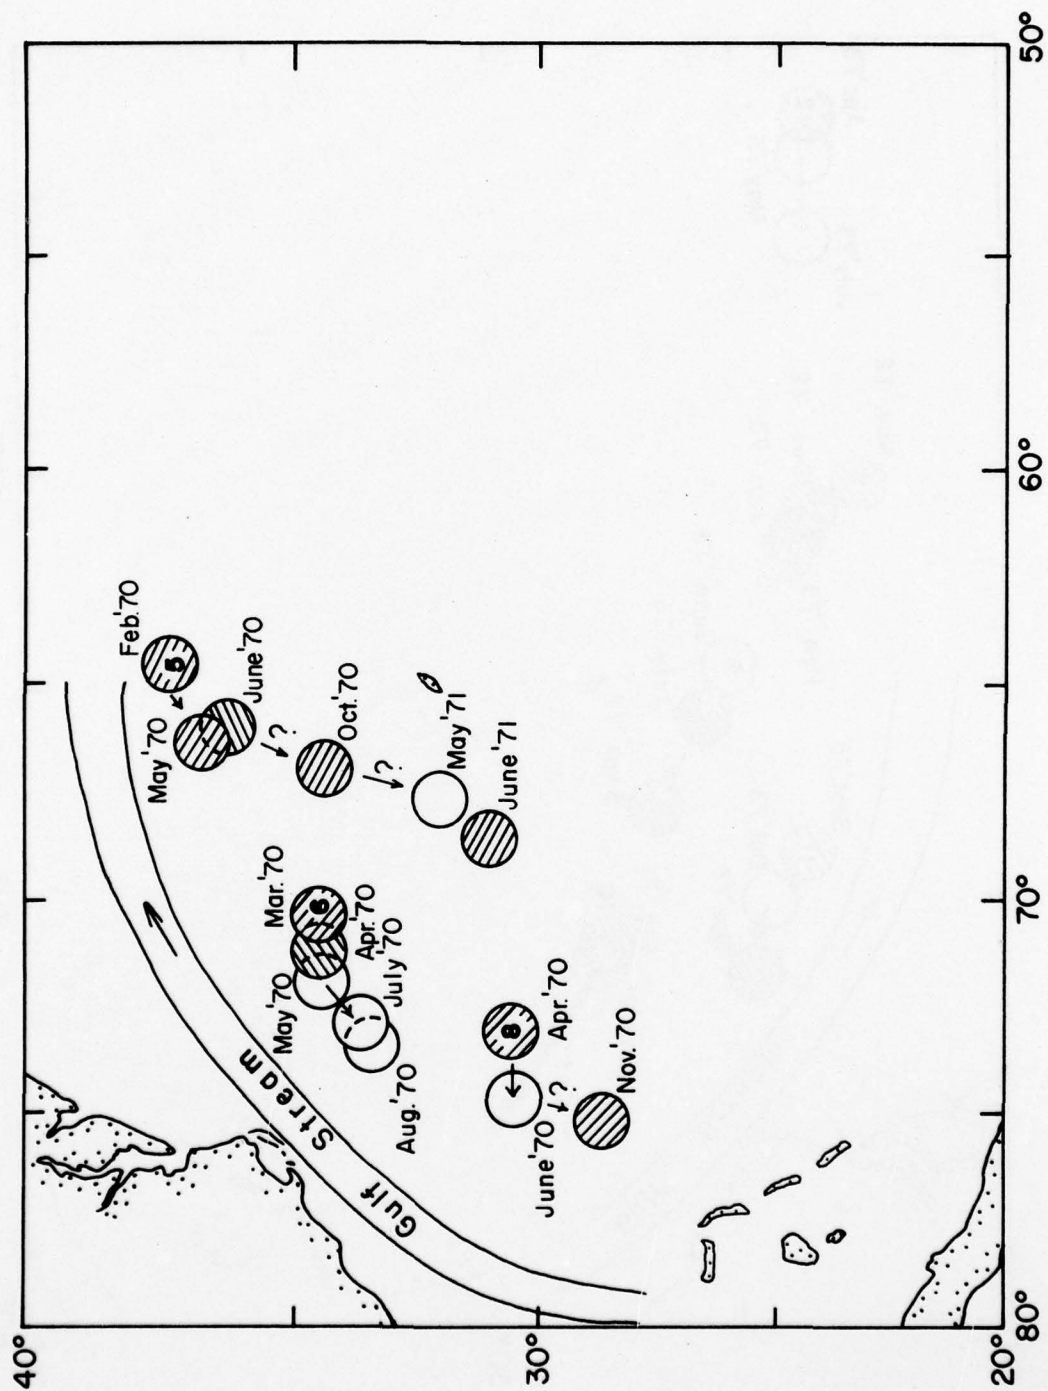 40°
30°
20°
80°
70°
60°
50°
Gulf Stream
Feb.'70
5
May '70
June '70
?
Oct.'70
?
May '71
June '71
Mar.'70
6
Apr.'70
May '70
July '70
Aug.'70
8
Apr.'70
June '70
?
Nov.'70